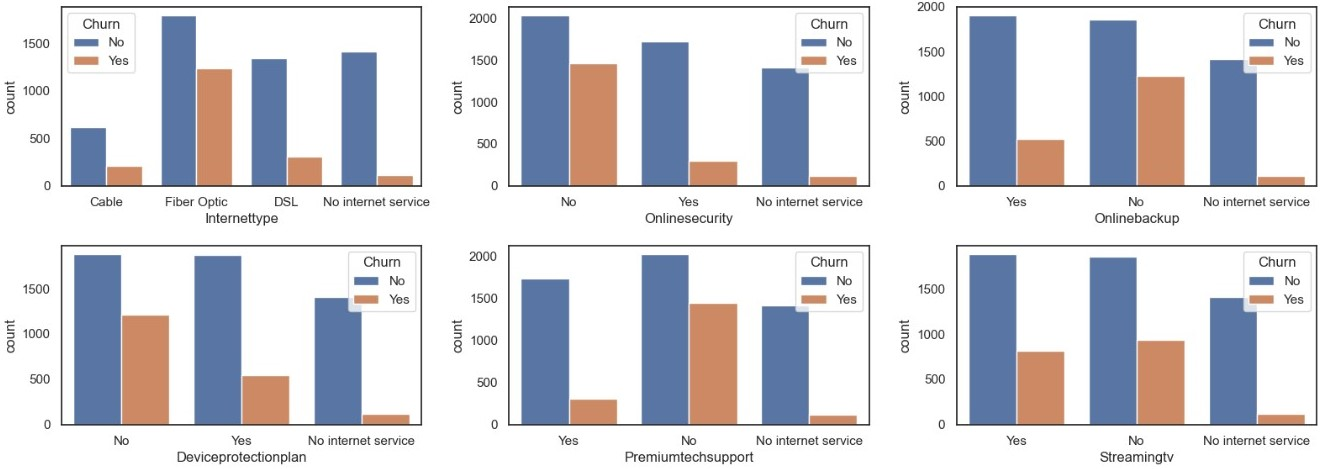 Churn
No
Yes
count
1500
1000
500
0
Cable Fiber Optic DSL No internet service
Internettype
Churn
No
Yes
count
2000
1500
1000
500
0
No Yes No internet service
Onlinesecurity
Churn
No
Yes
count
2000
1500
1000
500
0
Yes No No internet service
Onlinebackup
Churn
No
Yes
count
1500
1000
500
0
No Yes No internet service
Deviceprotectionplan
Churn
No
Yes
count
2000
1500
1000
500
0
Yes No No internet service
Premiumtechsupport
Churn
No
Yes
count
1500
1000
500
0
Yes No No internet service
Streamingtv